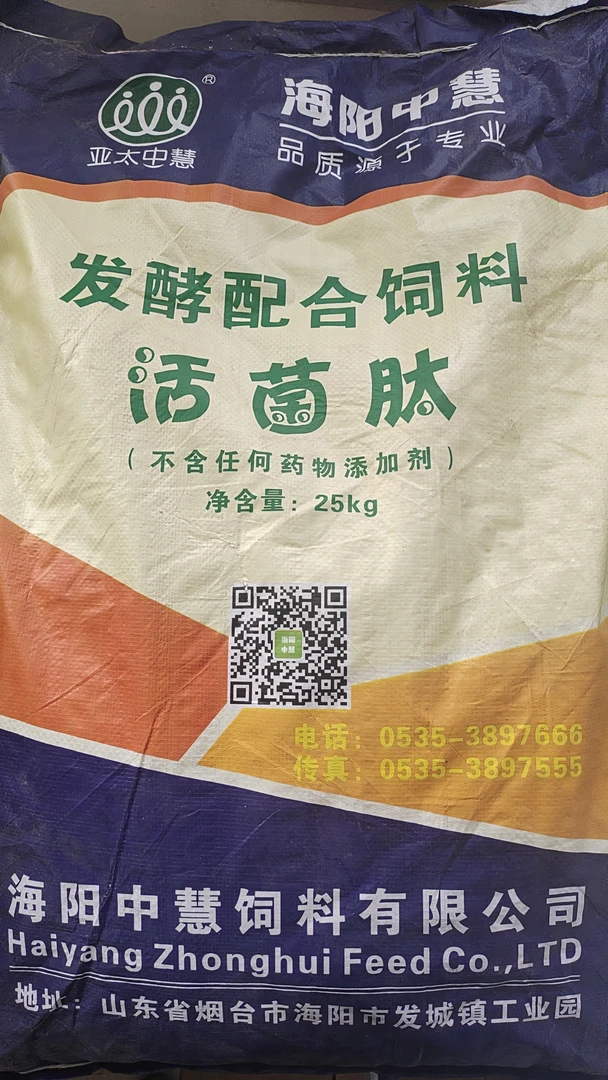 ®
亚太中慧
海阳中慧
品质源于专业
发酵配合饲料
活菌肽
（不含任何药物添加剂）
净含量：25kg
海阳
中慧
电话：0535-3897666
传真：0535-3897555
海阳中慧饲料有限公司
Haiyang Zhonghui Feed Co.,LTD
地址：山东省烟台市海阳市发城镇工业园